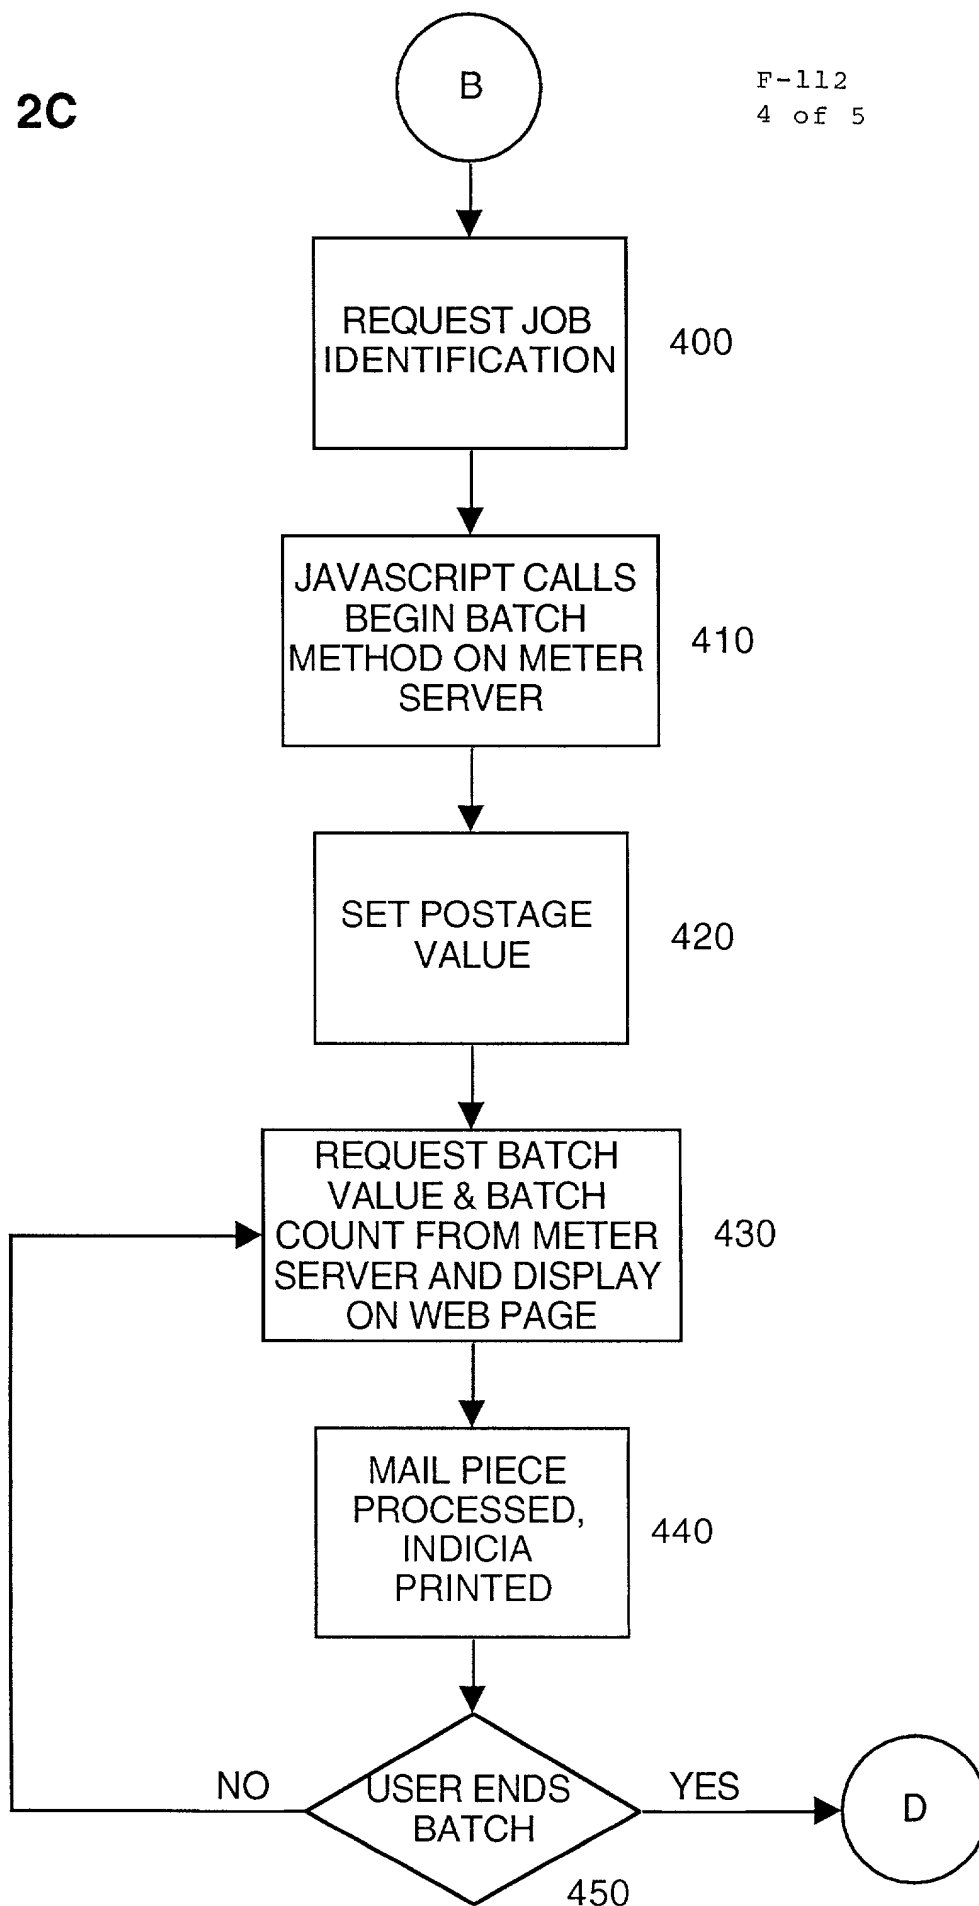 B
2C
F-112
4 of 5
REQUEST JOB
IDENTIFICATION
400
JAVASCRIPT CALLS
BEGIN BATCH
METHOD ON METER
SERVER
410
SET POSTAGE
VALUE
420
REQUEST BATCH
VALUE & BATCH
COUNT FROM METER
SERVER AND DISPLAY
ON WEB PAGE
430
MAIL PIECE
PROCESSED,
INDICIA
PRINTED
440
NO
USER ENDS
BATCH
YES
D
450